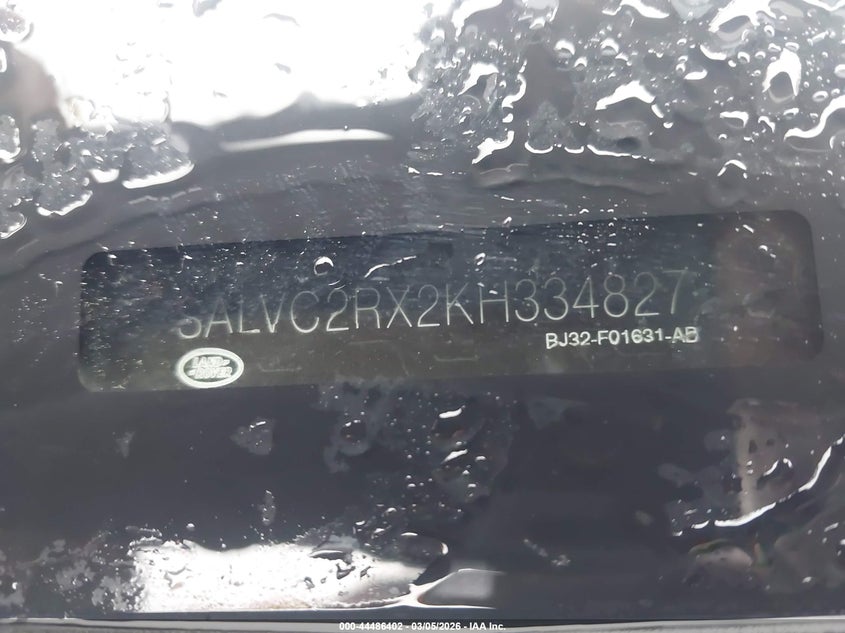 SALVC2RX2KH334827
BJ32-F01631-AB
LAND ROVER
000-44486402 - 03/05/2026 - IAA Inc.